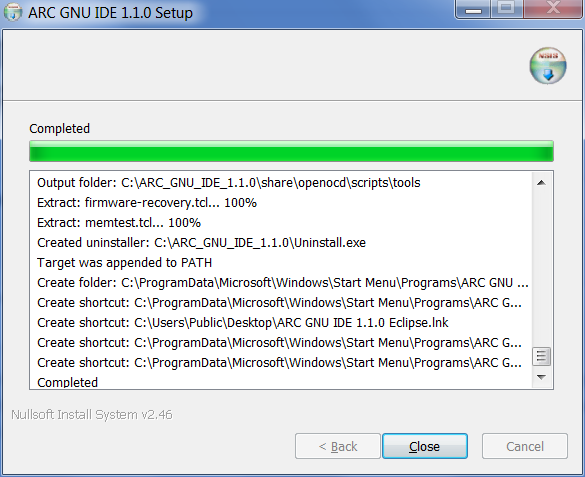 ARC GNU IDE 1.1.0 Setup
Completed
Output folder: C:\ARC_GNU_IDE_1.1.0\share\openocd\scripts\tools
Extract: firmware-recovery.tcl... 100%
Extract: memtest.tcl... 100%
Created uninstaller: C:\ARC_GNU_IDE_1.1.0\Uninstall.exe
Target was appended to PATH
Create folder: C:\ProgramData\Microsoft\Windows\Start Menu\Programs\ARC GNU ...
Create shortcut: C:\ProgramData\Microsoft\Windows\Start Menu\Programs\ARC G...
Create shortcut: C:\Users\Public\Desktop\ARC GNU IDE 1.1.0 Eclipse.lnk
Create shortcut: C:\ProgramData\Microsoft\Windows\Start Menu\Programs\ARC G...
Create shortcut: C:\ProgramData\Microsoft\Windows\Start Menu\Programs\ARC G...
Completed
Nullsoft Install System v2.46
< Back Close Cancel